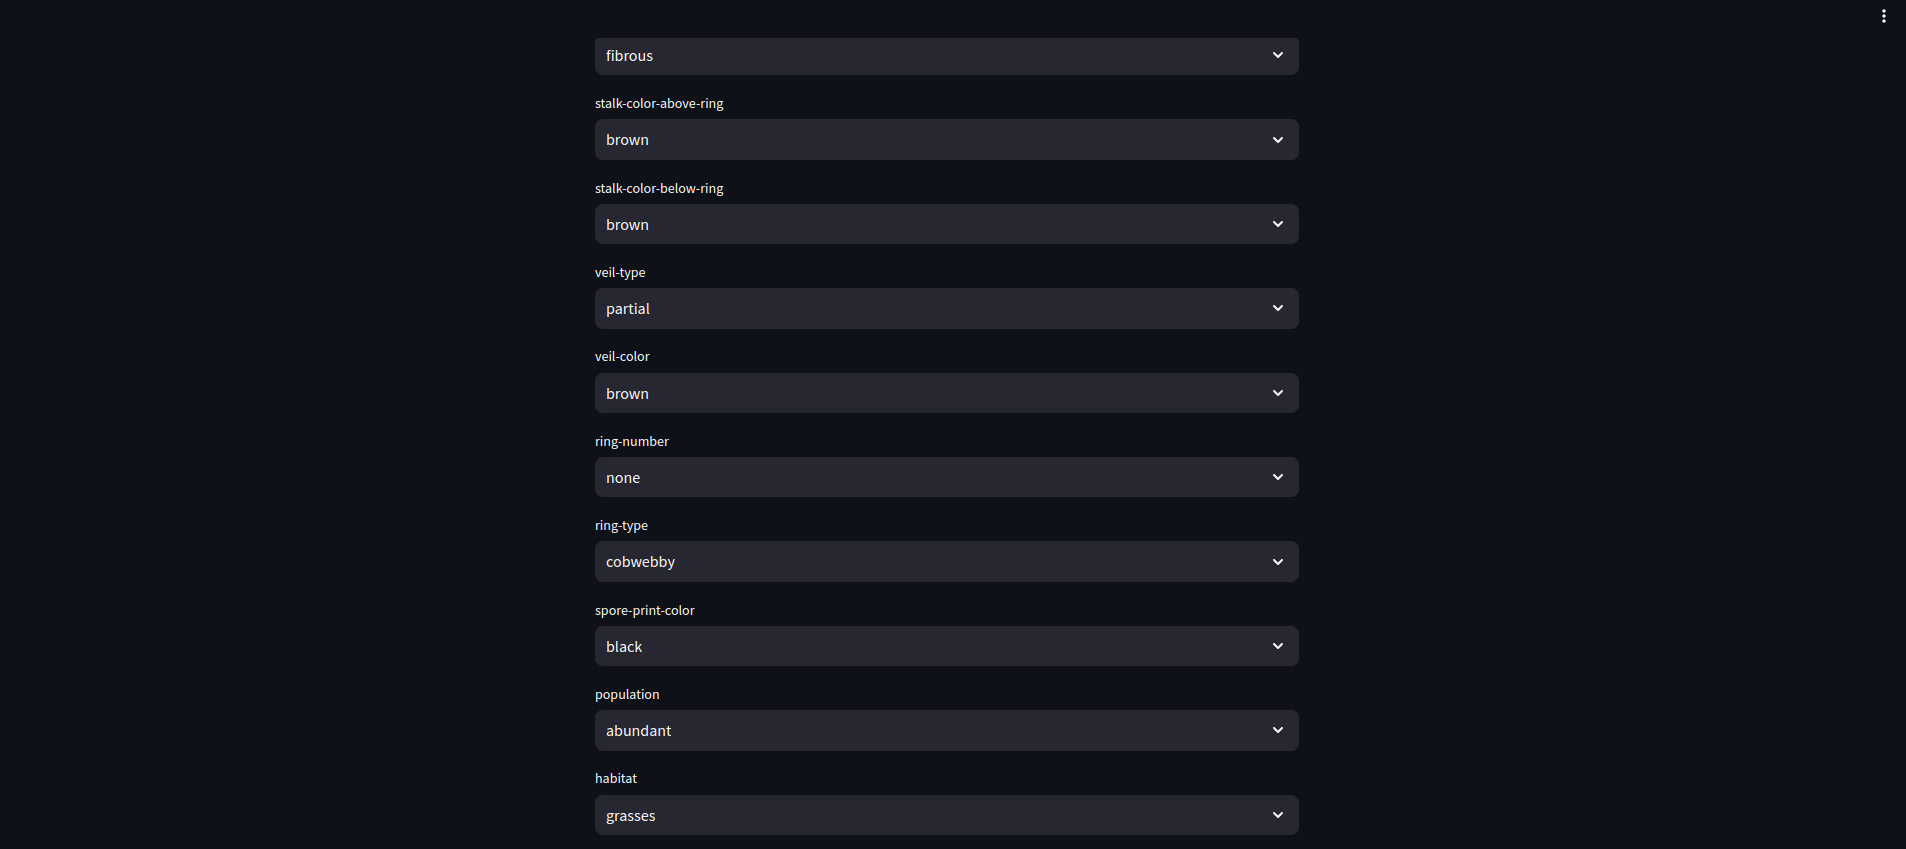 fibrous
stalk-color-above-ring
brown
stalk-color-below-ring
brown
veil-type
partial
veil-color
brown
ring-number
none
ring-type
cobwebby
spore-print-color
black
population
abundant
habitat
grasses